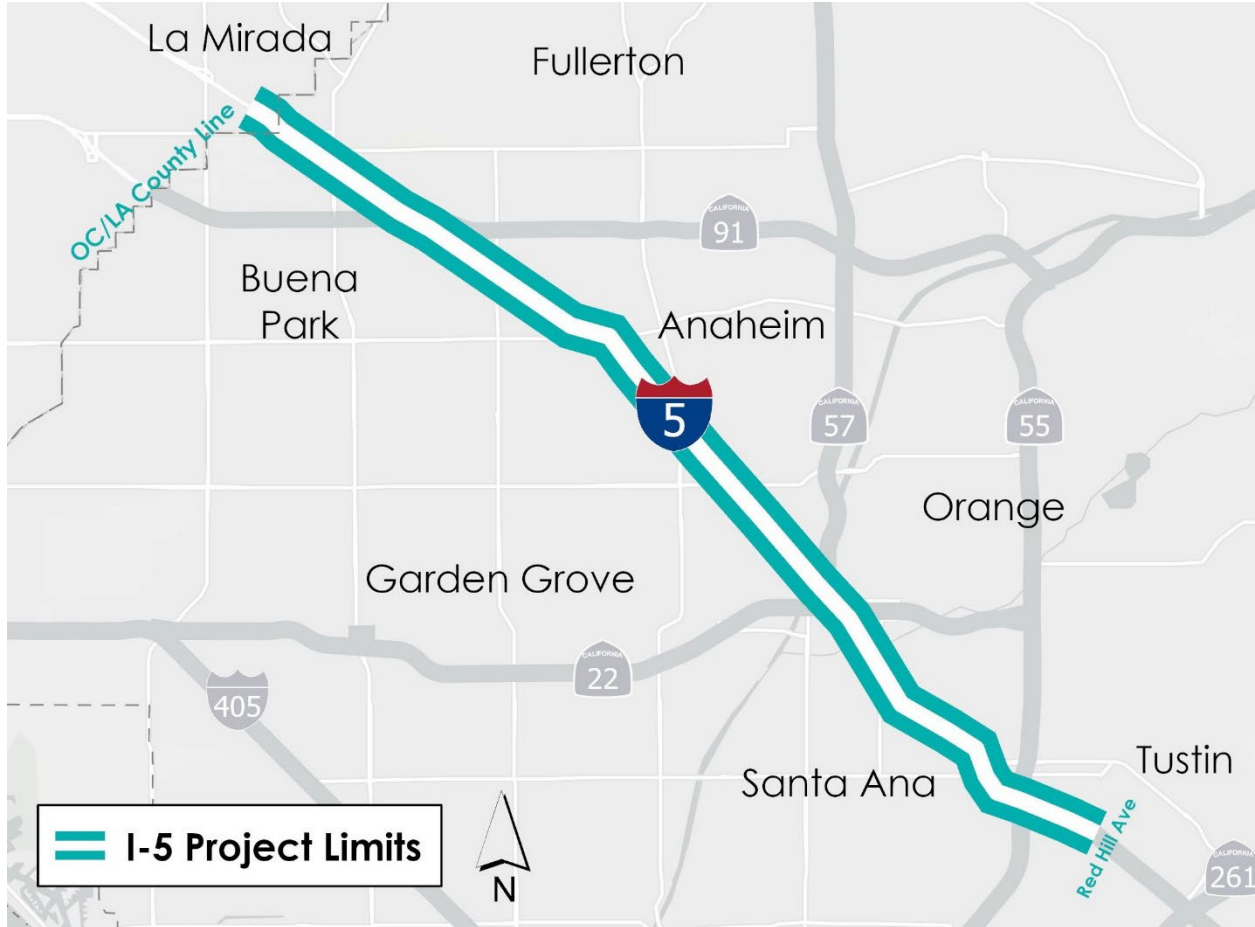 La Mirada
Fullerton
OC/LA County Line
CALIFORNIA
91
Buena
Park
Anaheim
5
CALIFORNIA
57
CALIFORNIA
55
Orange
Garden Grove
CALIFORNIA
22
405
Santa Ana
Tustin
I-5 Project Limits
N
Red Hill Ave
CALIFORNIA
261